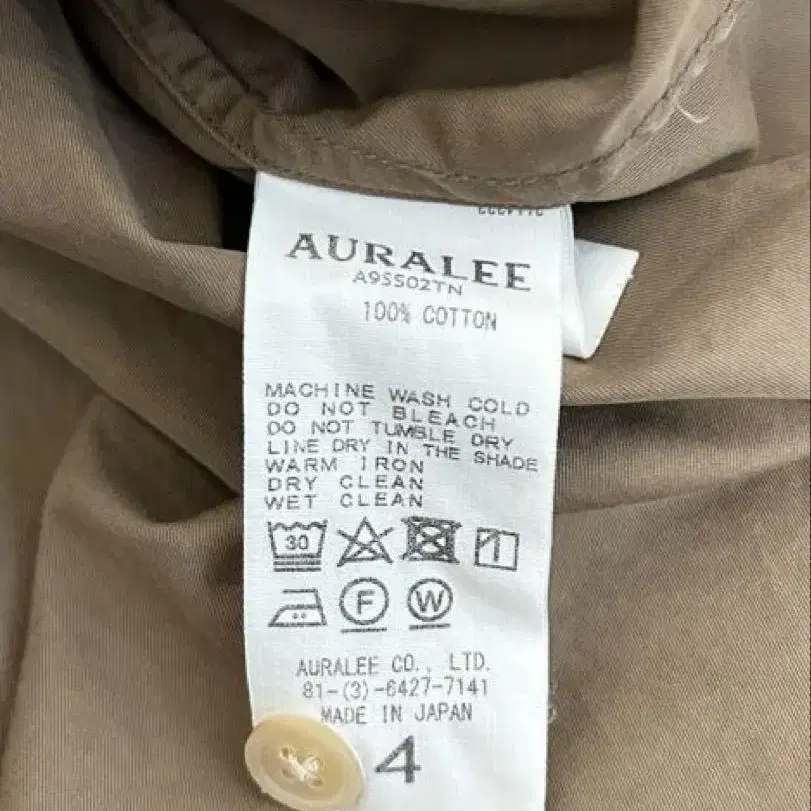 AURALEE
A9SS02TN
100% COTTON
MACHINE WASH COLD
DO NOT BLEACH
DO NOT TUMBLE DRY
LINE DRY IN THE SHADE
WARM IRON
DRY CLEAN
WET CLEAN
30
F W
AURALEE CO., LTD.
81-(3)-6427-7141
MADE IN JAPAN
4